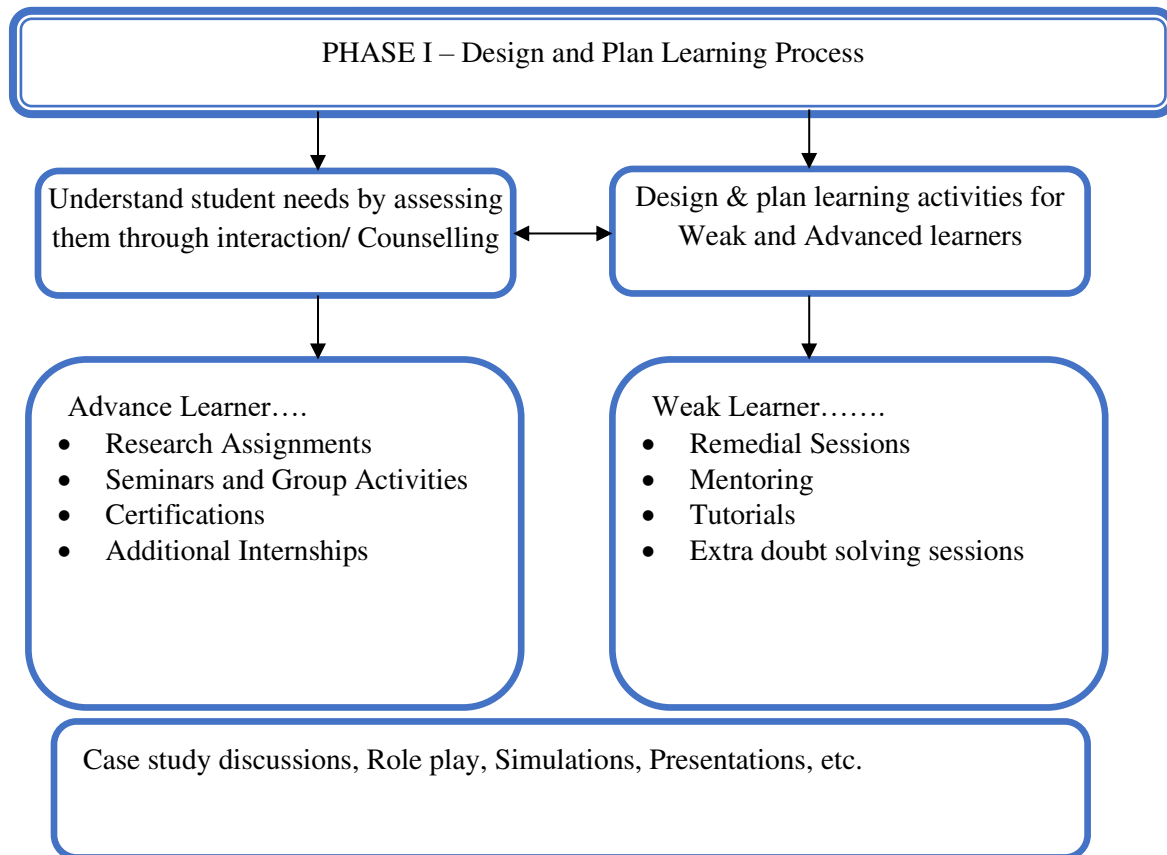 PHASE I – Design and Plan Learning Process
Understand student needs by assessing
them through interaction/ Counselling
Design & plan learning activities for
Weak and Advanced learners
Advance Learner….
• Research Assignments
• Seminars and Group Activities
• Certifications
• Additional Internships
Weak Learner…….
• Remedial Sessions
• Mentoring
• Tutorials
• Extra doubt solving sessions
Case study discussions, Role play, Simulations, Presentations, etc.